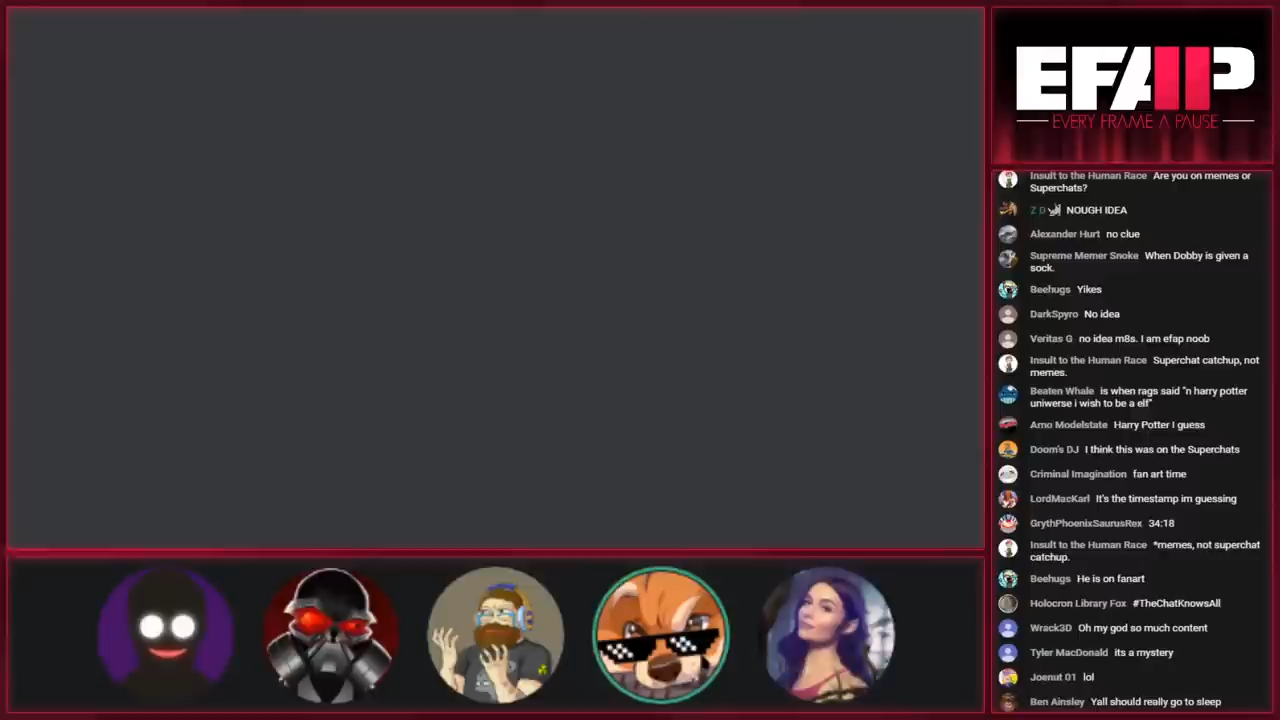 EFAP
EVERY FRAME A PAUSE
Insult to the Human Race Are you on memes or
Superchats?
Z D NOUGH IDEA
Alexander Hurt no clue
Supreme Memer Snoke When Dobby is given a
sock.
Beehugs Yikes
DarkSpyro No idea
Veritas G no idea m8s. I am efap noob
Insult to the Human Race Superchat catchup, not
memes.
Beaten Whale is when rags said "n harry potter
uniwerse i wish to be a elf"
Arno Modelstate Harry Potter I guess
Doom's DJ I think this was on the Superchats
Criminal Imagination fan art time
LordMacKarl It's the timestamp im guessing
GrythPhoenixSaurusRex 34:18
Insult to the Human Race *memes, not superchat
catchup.
Beehugs He is on fanart
Holocron Library Fox #TheChatKnowsAll
Wrack3D Oh my god so much content
Tyler MacDonald its a mystery
Joenut 01 lol
Ben Ainsley Yall should really go to sleep